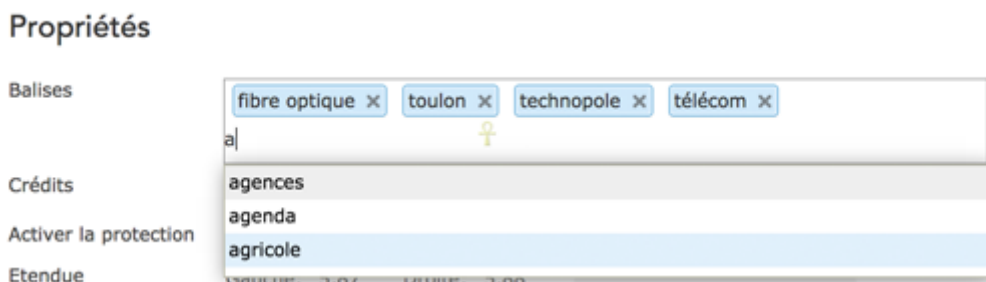 Propriétés
Balises
fibre optique × toulon × technopole × télécom ×
a
Crédits
agences
agenda
Activer la protection
agricole
Etendue